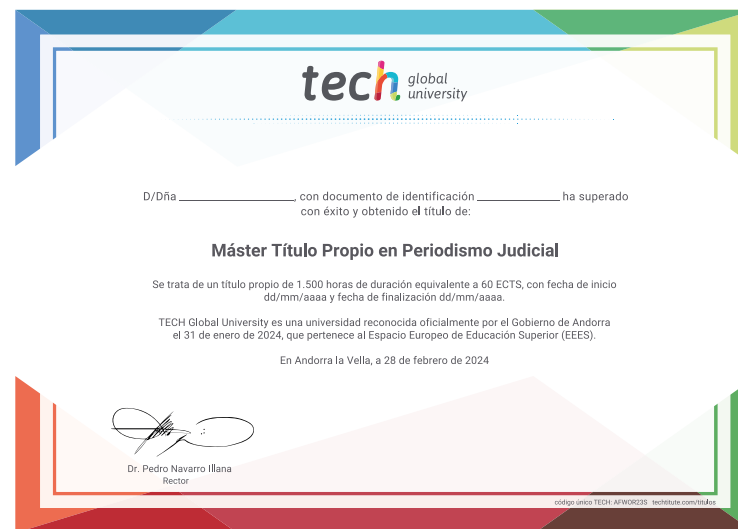 tech global university
D/Dña ____________________, con documento de identificación ______________ ha superado
con éxito y obtenido el título de:
Máster Título Propio en Periodismo Judicial
Se trata de un título propio de 1.500 horas de duración equivalente a 60 ECTS, con fecha de inicio
dd/mm/aaaa y fecha de finalización dd/mm/aaaa.
TECH Global University es una universidad reconocida oficialmente por el Gobierno de Andorra
el 31 de enero de 2024, que pertenece al Espacio Europeo de Educación Superior (EEES).
En Andorra la Vella, a 28 de febrero de 2024
Dr. Pedro Navarro Illana
Rector
código único TECH: AFWOR23S techtitute.com/titulos